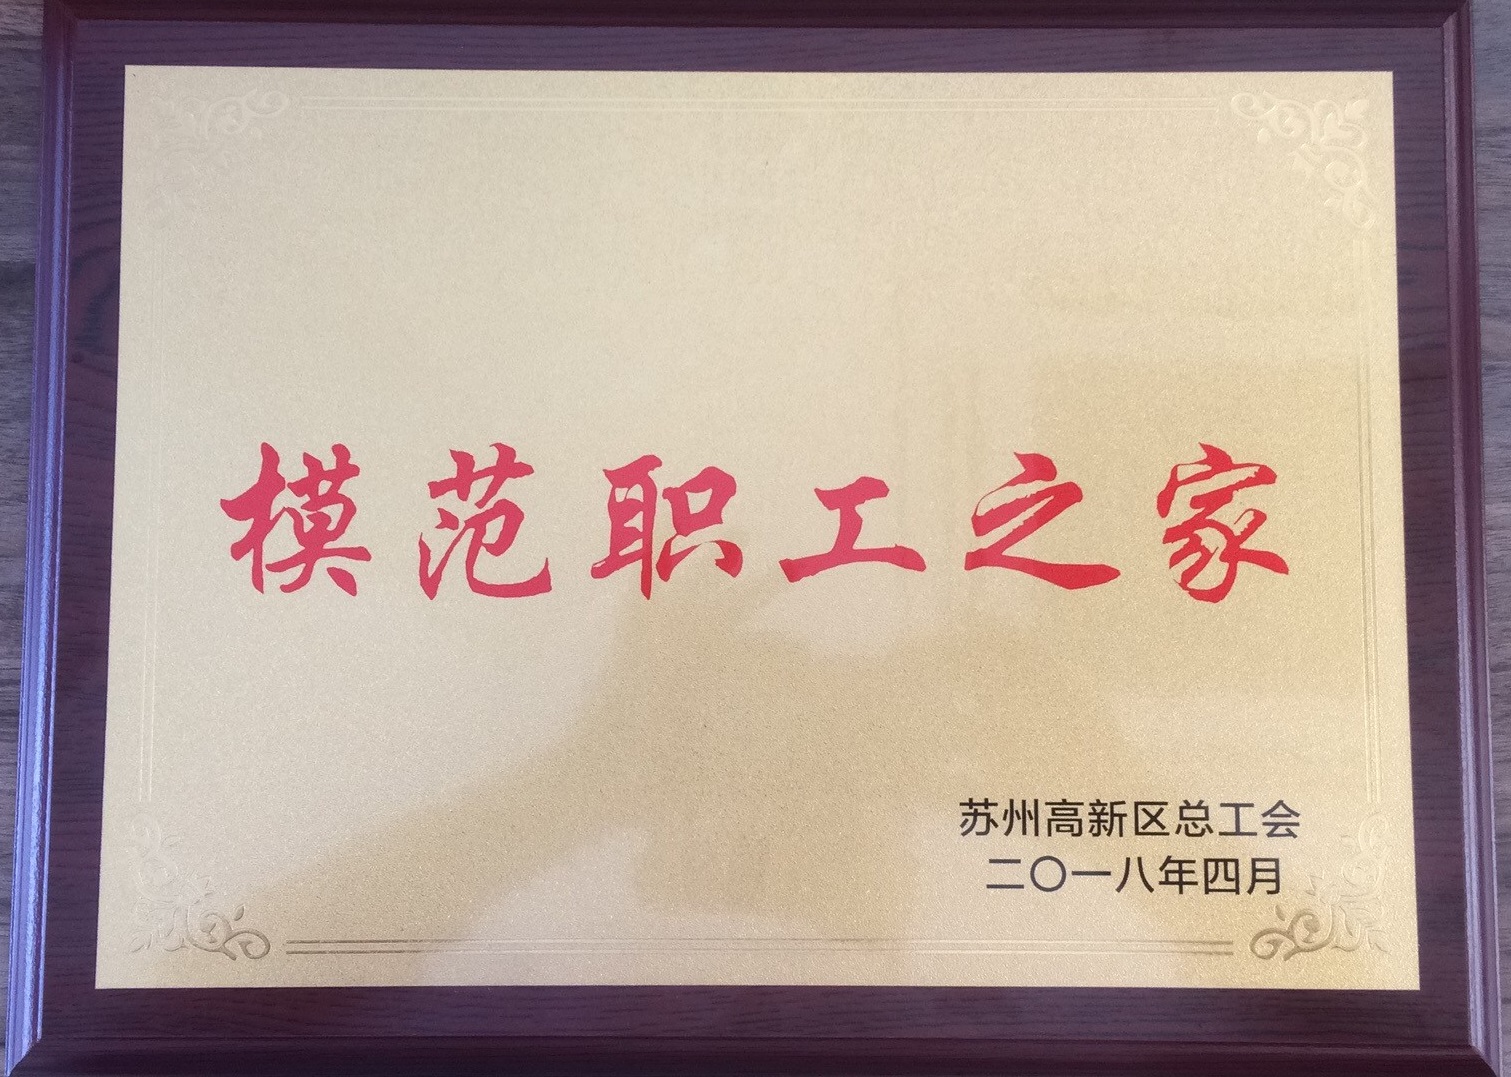 模范职工之家
苏州高新区总工会
二〇一八年四月